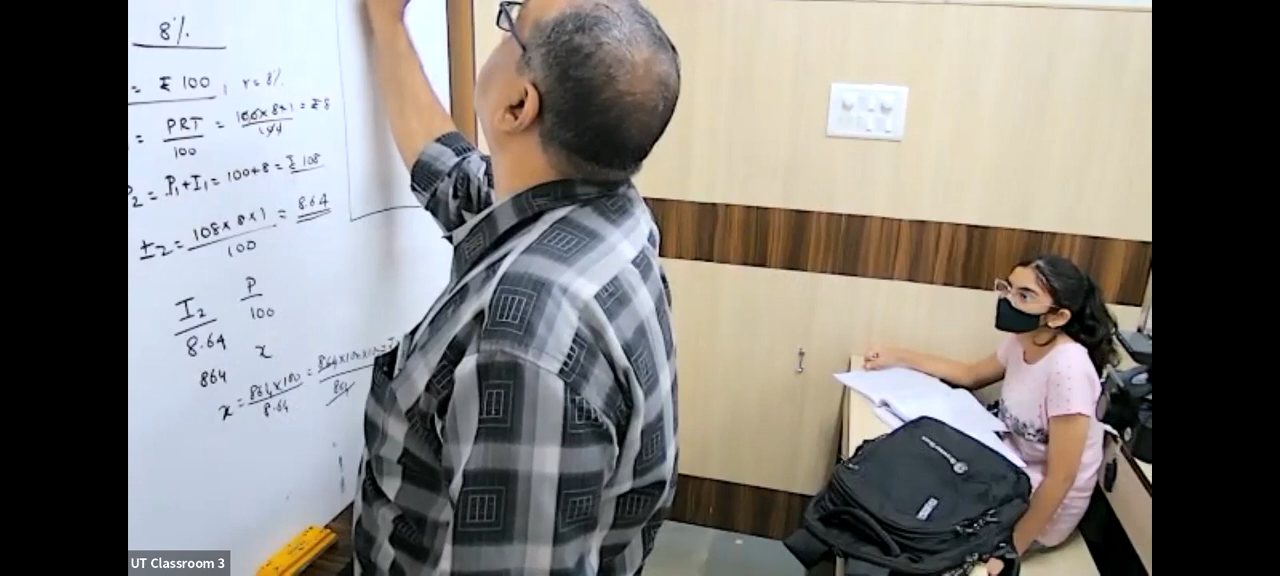 8%
= ₹ 100, r = 8%
= PRT/100 = 100×8×1/100 = ₹8
P₂ = P₁+I₁ = 100+8 = ₹ 108
I₂ = 108×8×1/100 = 8.64
I₂ P
8.64 100
864 x
x = 864×100/8.64 =
UT Classroom 3